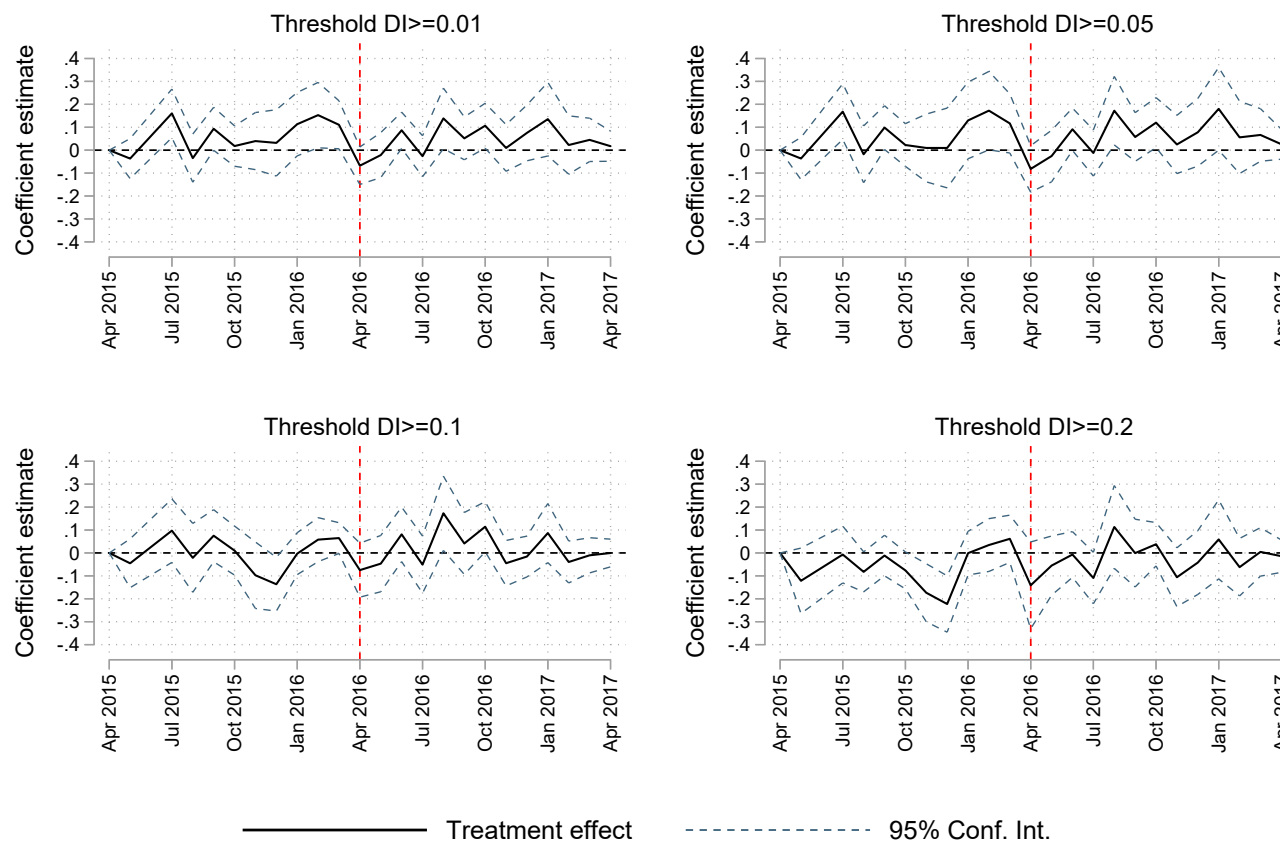 Threshold DI>=0.01
Coefficient estimate
.4
.3
.2
.1
0
-.1
-.2
-.3
-.4
Apr 2015
Jul 2015
Oct 2015
Jan 2016
Apr 2016
Jul 2016
Oct 2016
Jan 2017
Apr 2017
Threshold DI>=0.05
Coefficient estimate
.4
.3
.2
.1
0
-.1
-.2
-.3
-.4
Apr 2015
Jul 2015
Oct 2015
Jan 2016
Apr 2016
Jul 2016
Oct 2016
Jan 2017
Threshold DI>=0.1
Coefficient estimate
.4
.3
.2
.1
0
-.1
-.2
-.3
-.4
Apr 2015
Jul 2015
Oct 2015
Jan 2016
Apr 2016
Jul 2016
Oct 2016
Jan 2017
Apr 2017
Threshold DI>=0.2
Coefficient estimate
.4
.3
.2
.1
0
-.1
-.2
-.3
-.4
Apr 2015
Jul 2015
Oct 2015
Jan 2016
Apr 2016
Jul 2016
Oct 2016
Jan 2017
Treatment effect
95% Conf. Int.